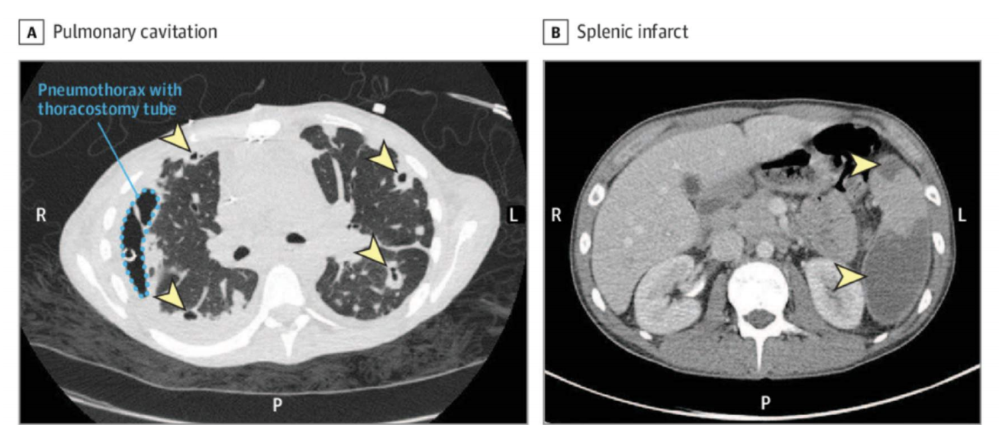 A Pulmonary cavitation
Pneumothorax with
thoracostomy tube
R
L
P
B Splenic infarct
R
L
P